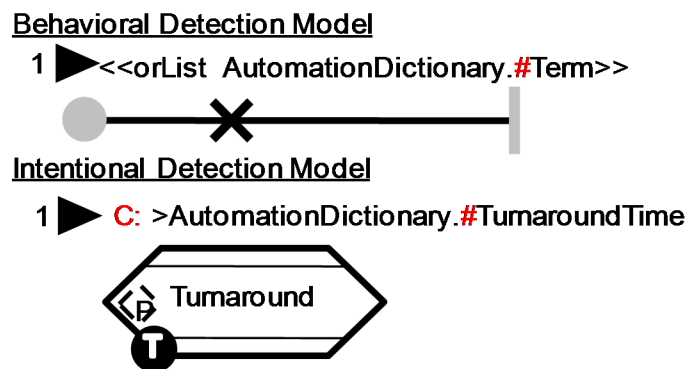 Behavioral Detection Model
1 <<orList AutomationDictionary.#Term>>
Intentional Detection Model
1 C: >AutomationDictionary.#TurnaroundTime
<P> Turnaround
T